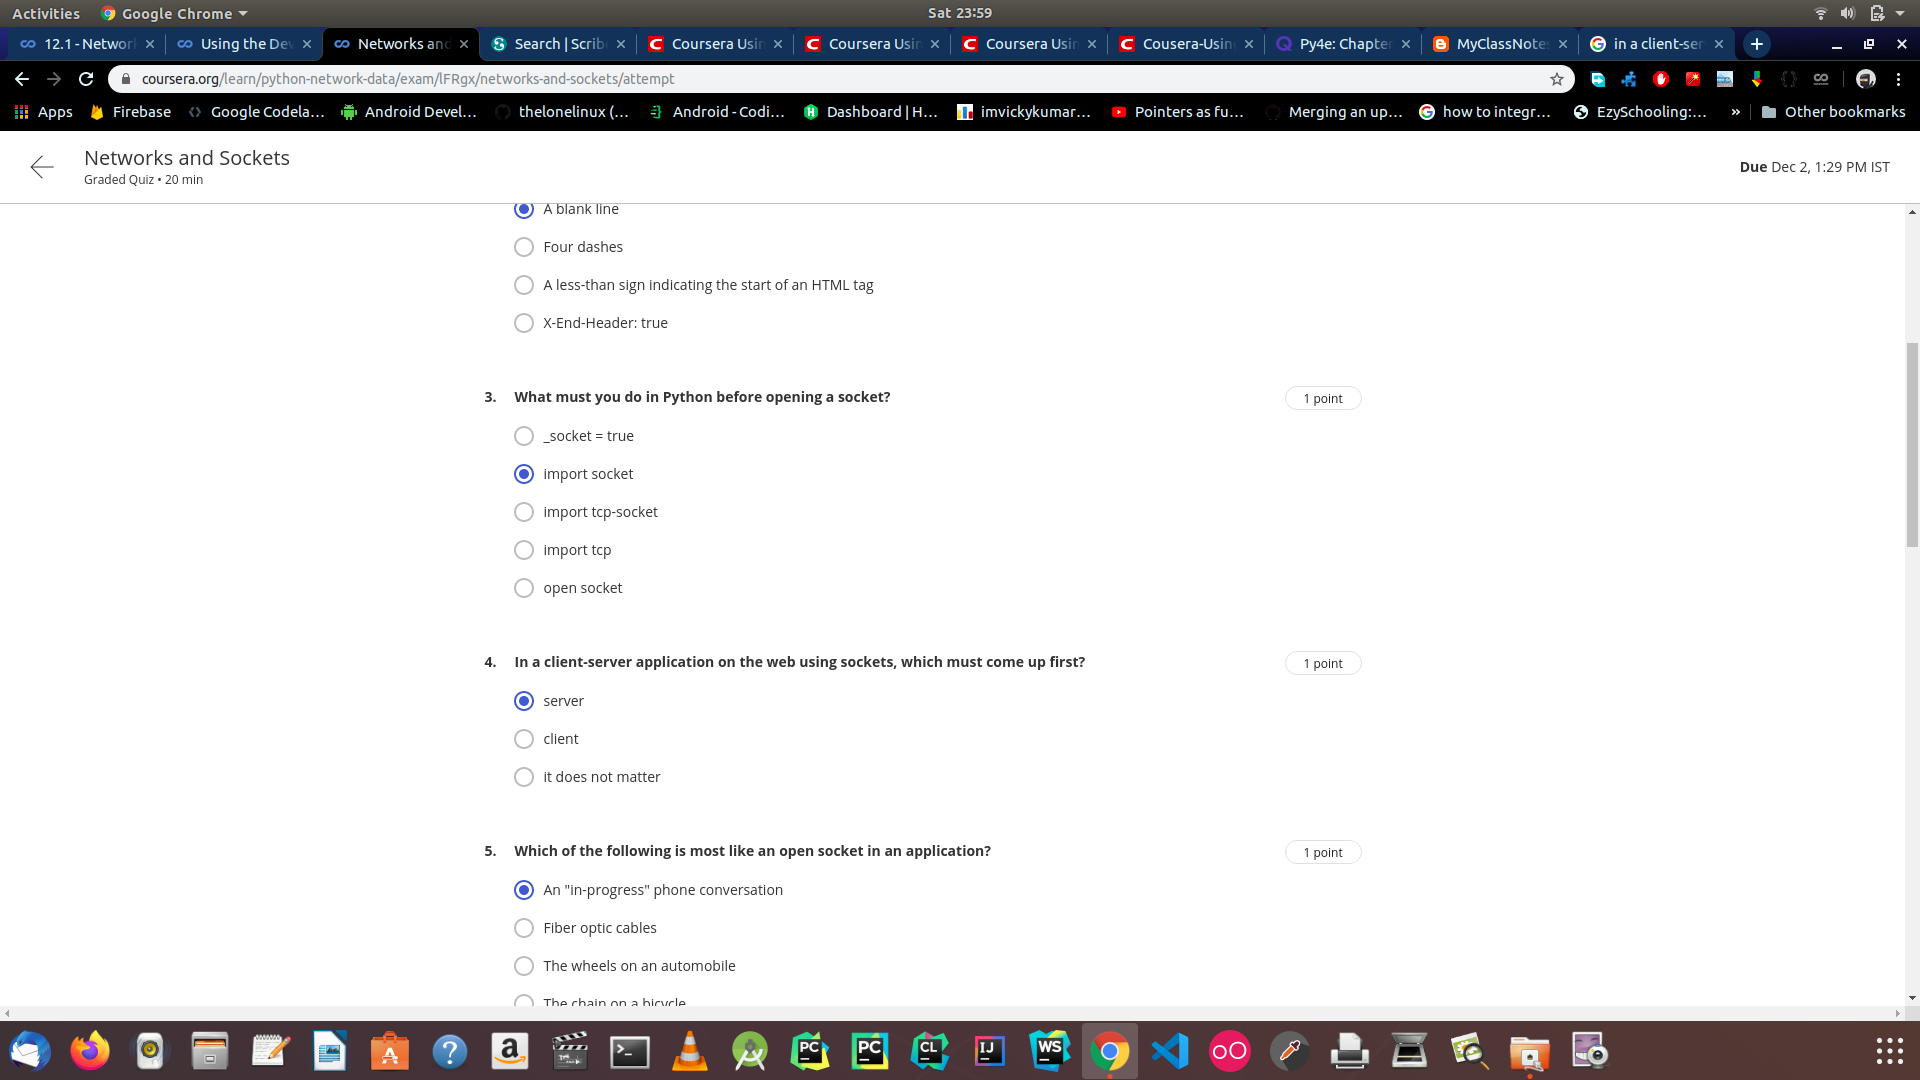 Activities
Google Chrome
Sat 23:59
12.1 - Networ
Using the De
Networks and
Search | Scrib
Coursera Usin
Coursera Usin
Coursera Usin
Cousera-Using
Py4e: Chapter
MyClassNotes
in a client-ser
coursera.org/learn/python-network-data/exam/lFRgx/networks-and-sockets/attempt
Apps
Firebase
Google Codela...
Android Devel...
thelonelinux (...
Android - Codi...
Dashboard | H...
imvickykumar...
Pointers as fu...
Merging an up...
how to integr...
EzySchooling:...
»
Other bookmarks
Networks and Sockets
Graded Quiz • 20 min
Due Dec 2, 1:29 PM IST
A blank line
Four dashes
A less-than sign indicating the start of an HTML tag
X-End-Header: true
3. What must you do in Python before opening a socket?
1 point
_socket = true
import socket
import tcp-socket
import tcp
open socket
4. In a client-server application on the web using sockets, which must come up first?
1 point
server
client
it does not matter
5. Which of the following is most like an open socket in an application?
1 point
An "in-progress" phone conversation
Fiber optic cables
The wheels on an automobile
The chain on a bicycle